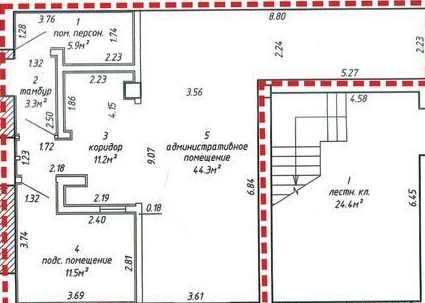 3.76
1
8.80
1.28
пом. персон.
5.9м²
1.74
2.24
2.23
1.32
2.23
2
тамбур
3.3м²
2.23
5.27
3.56
4.58
1.86
4.15
2.50
3
коридор
11.2м²
5
административное
помещение
44.3м²
1.72
1.23
2.18
9.07
1
лестн. кл.
24.4м²
6.84
6.45
1.32
2.19
2.40
0.18
3.74
4
подс. помещение
11.5м²
2.81
3.69
3.61